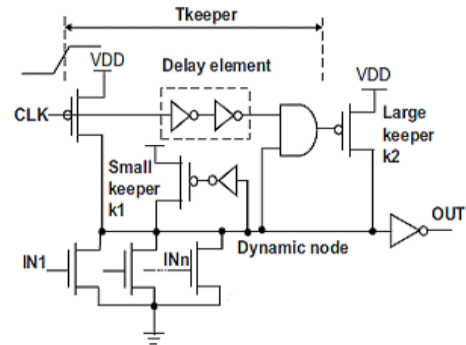 Tkeeper
VDD
Delay element
VDD
CLK
Large
keeper
k2
Small
keeper
k1
OUT
Dynamic node
IN1
INn